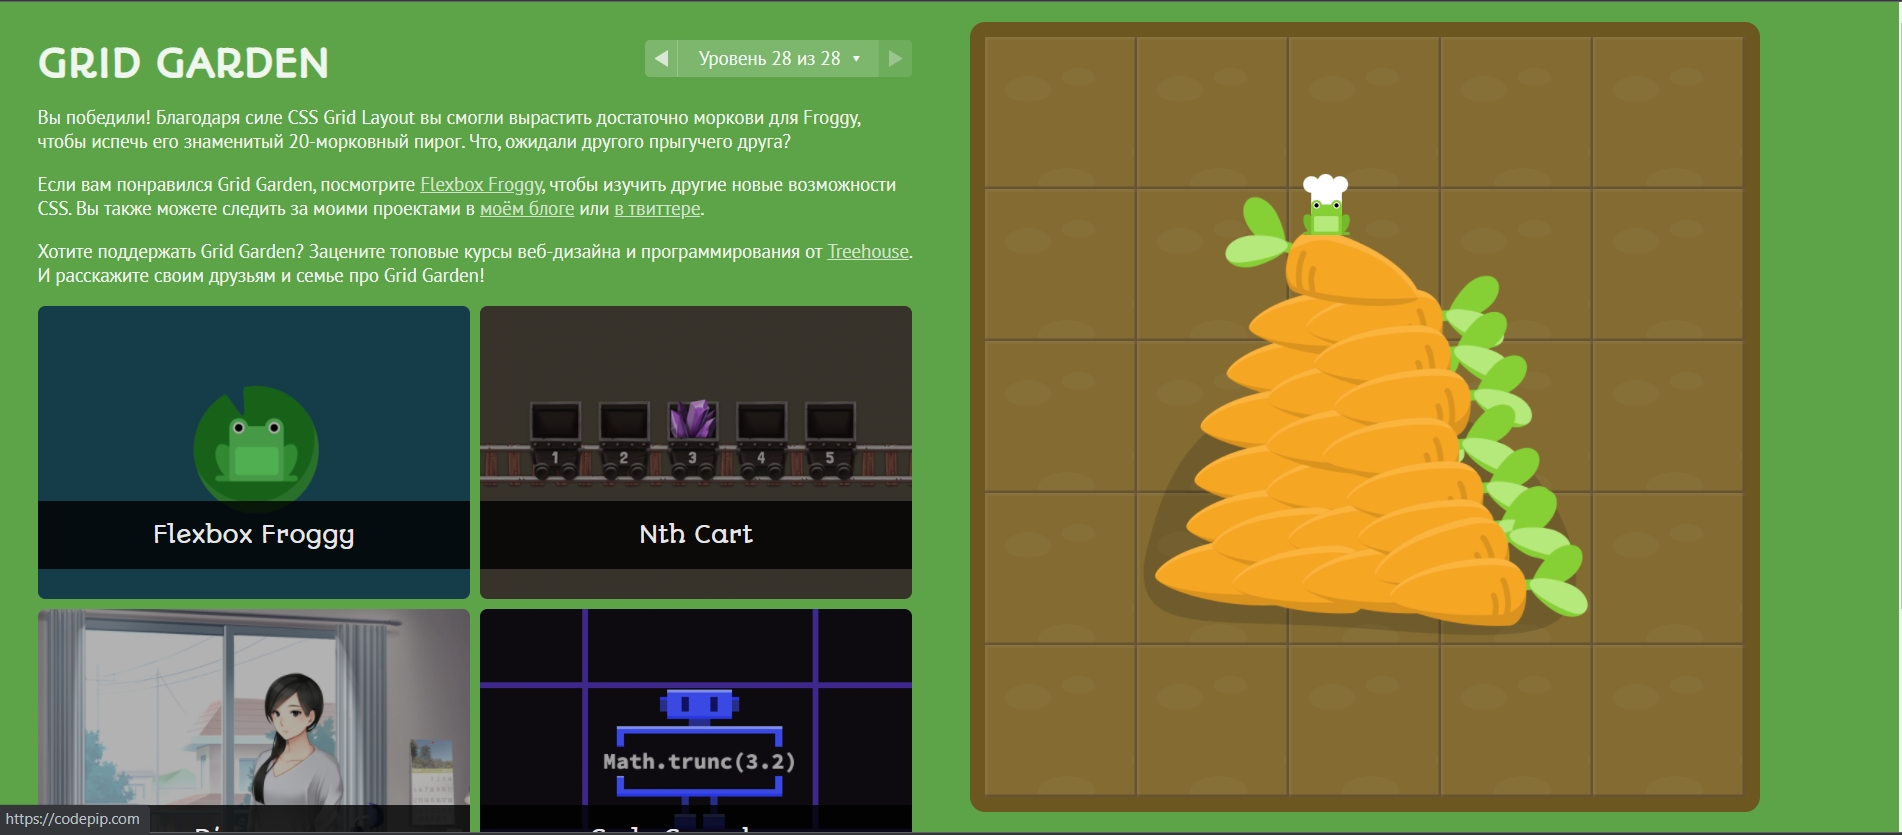 GRID GARDEN
Уровень 28 из 28
Вы победили! Благодаря силе CSS Grid Layout вы смогли вырастить достаточно моркови для Froggy,
чтобы испечь его знаменитый 20-морковный пирог. Что, ожидали другого прыгучего друга?
Если вам понравился Grid Garden, посмотрите Flexbox Froggy, чтобы изучить другие новые возможности
CSS. Вы также можете следить за моими проектами в моём блоге или в твиттере.
Хотите поддержать Grid Garden? Зацените топовые курсы веб-дизайна и программирования от Treehouse.
И расскажите своим друзьям и семье про Grid Garden!
1 2 3 4 5
Flexbox Froggy
Nth Cart
Math.trunc(3.2)
https://codepip.com